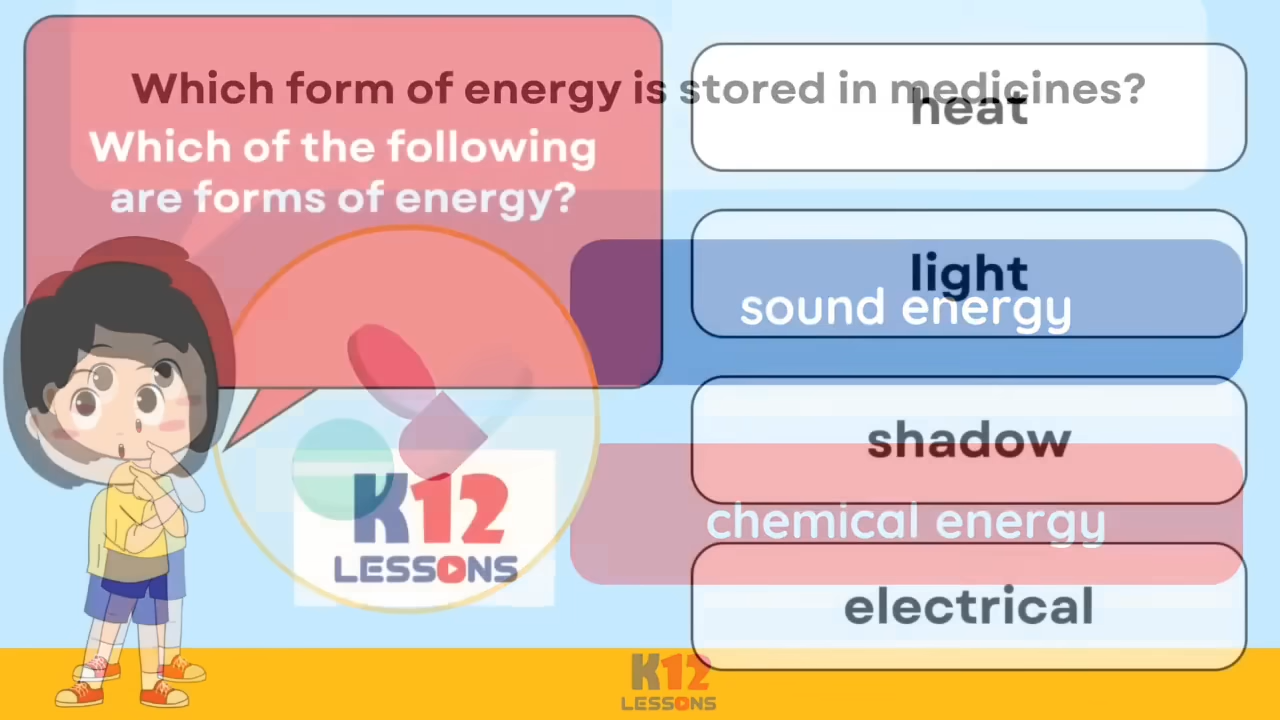 Which form of energy is stored in medicines?
Which of the following
are forms of energy?
heat
light
sound energy
shadow
chemical energy
electrical
K12
LESSONS
K12
LESSONS